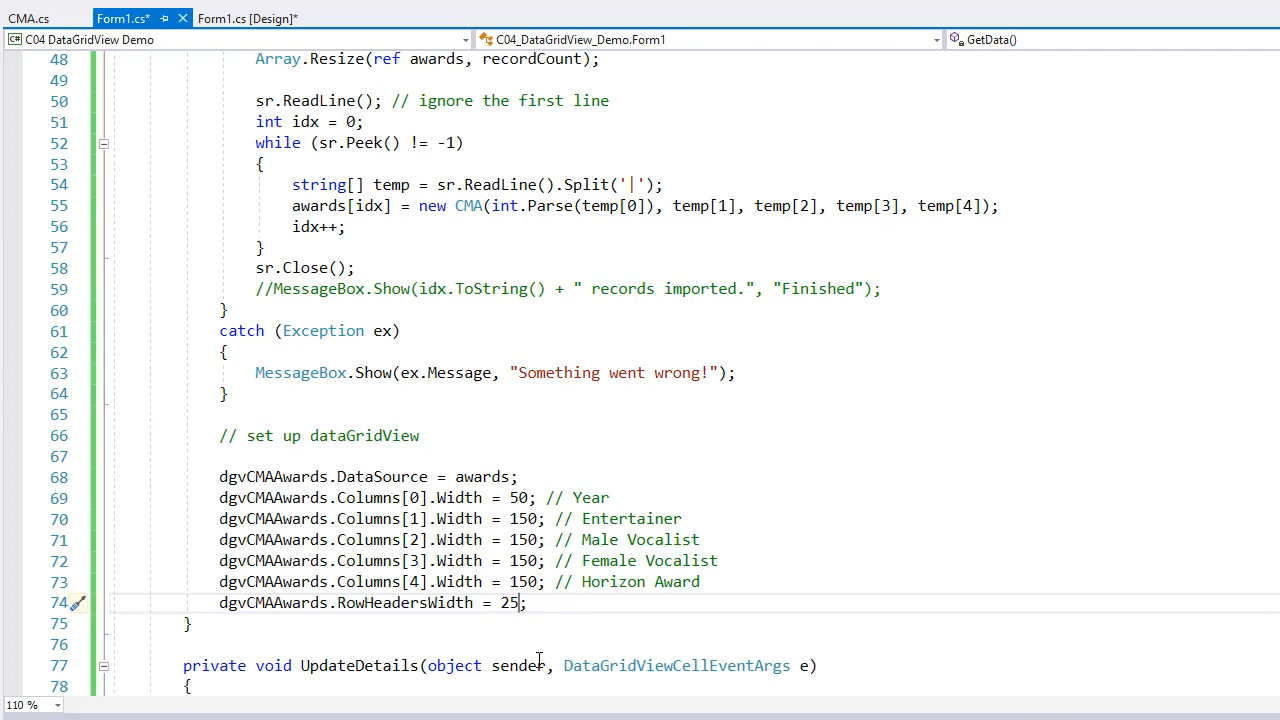 CMA.cs Form1.cs* Form1.cs [Design]*
C# C04 DataGridView Demo C04_DataGridView_Demo.Form1 GetData()
48 Array.Resize(ref awards, recordCount);
49
50 sr.ReadLine(); // ignore the first line
51 int idx = 0;
52 while (sr.Peek() != -1)
53 {
54 string[] temp = sr.ReadLine().Split('|');
55 awards[idx] = new CMA(int.Parse(temp[0]), temp[1], temp[2], temp[3], temp[4]);
56 idx++;
57 }
58 sr.Close();
59 //MessageBox.Show(idx.ToString() + " records imported.", "Finished");
60 }
61 catch (Exception ex)
62 {
63 MessageBox.Show(ex.Message, "Something went wrong!");
64 }
65
66 // set up dataGridView
67
68 dgvCMAAwards.DataSource = awards;
69 dgvCMAAwards.Columns[0].Width = 50; // Year
70 dgvCMAAwards.Columns[1].Width = 150; // Entertainer
71 dgvCMAAwards.Columns[2].Width = 150; // Male Vocalist
72 dgvCMAAwards.Columns[3].Width = 150; // Female Vocalist
73 dgvCMAAwards.Columns[4].Width = 150; // Horizon Award
74 dgvCMAAwards.RowHeadersWidth = 25;
75 }
76
77 private void UpdateDetails(object sender, DataGridViewCellEventArgs e)
78 {
110 %